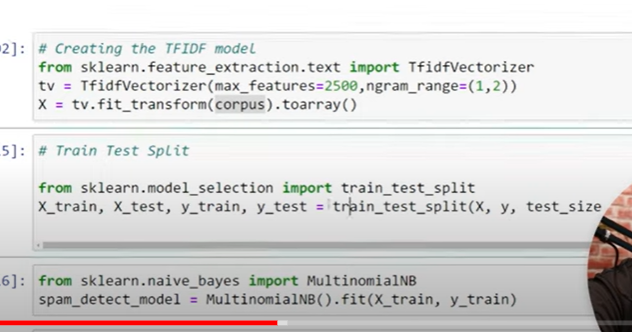 02]:
# Creating the TFIDF model
from sklearn.feature_extraction.text import TfidfVectorizer
tv = TfidfVectorizer(max_features=2500,ngram_range=(1,2))
X = tv.fit_transform(corpus).toarray()
5]:
# Train Test Split
from sklearn.model_selection import train_test_split
X_train, X_test, y_train, y_test = train_test_split(X, y, test_size
6]:
from sklearn.naive_bayes import MultinomialNB
spam_detect_model = MultinomialNB().fit(X_train, y_train)